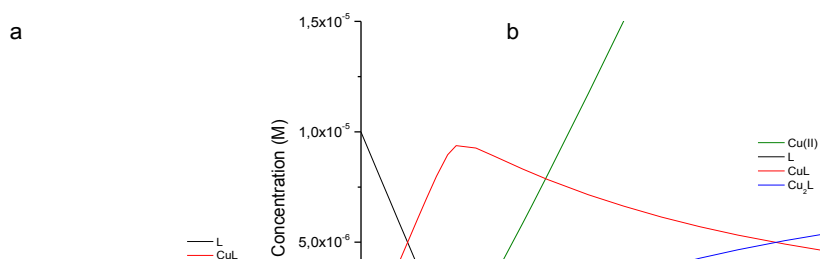 a
b
1,5x10⁻⁵
1,0x10⁻⁵
5,0x10⁻⁶
Concentration (M)
L
CuL
Cu(II)
L
CuL
Cu₂L